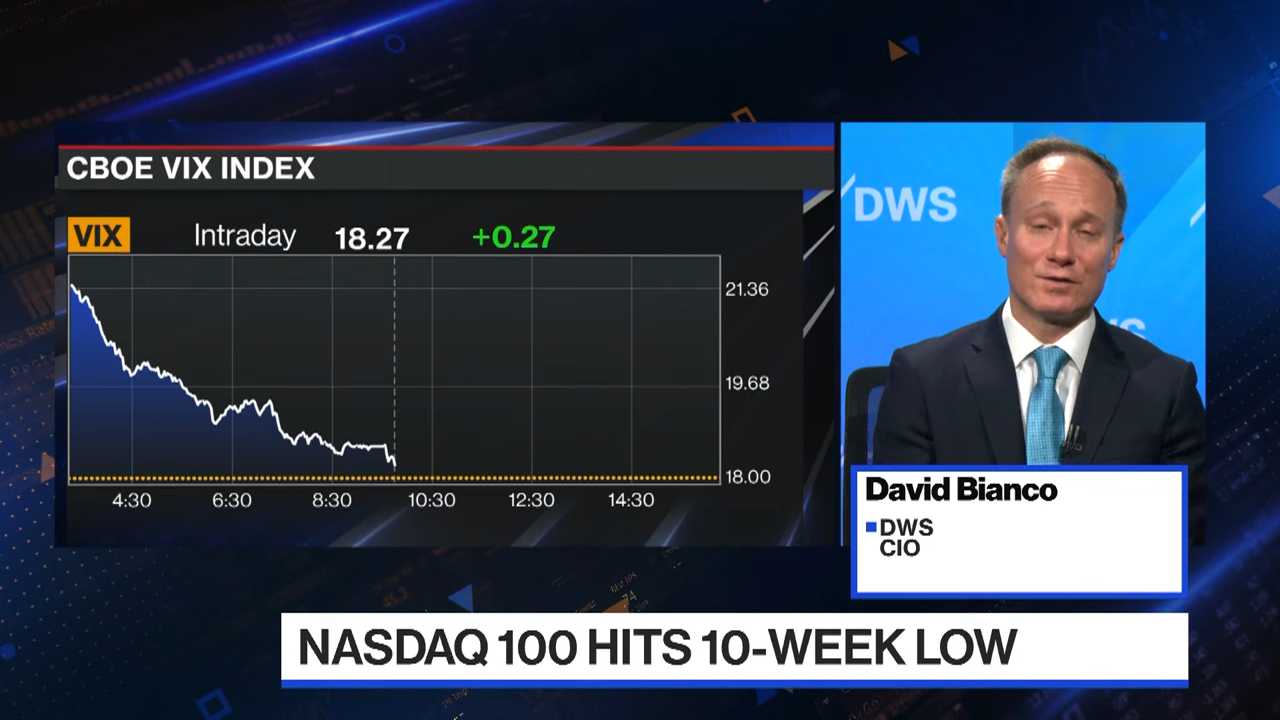 CBOE VIX INDEX
VIX Intraday 18.27 +0.27
21.36
19.68
18.00
4:30 6:30 8:30 10:30 12:30 14:30
DWS
David Bianco
DWS
CIO
NASDAQ 100 HITS 10-WEEK LOW